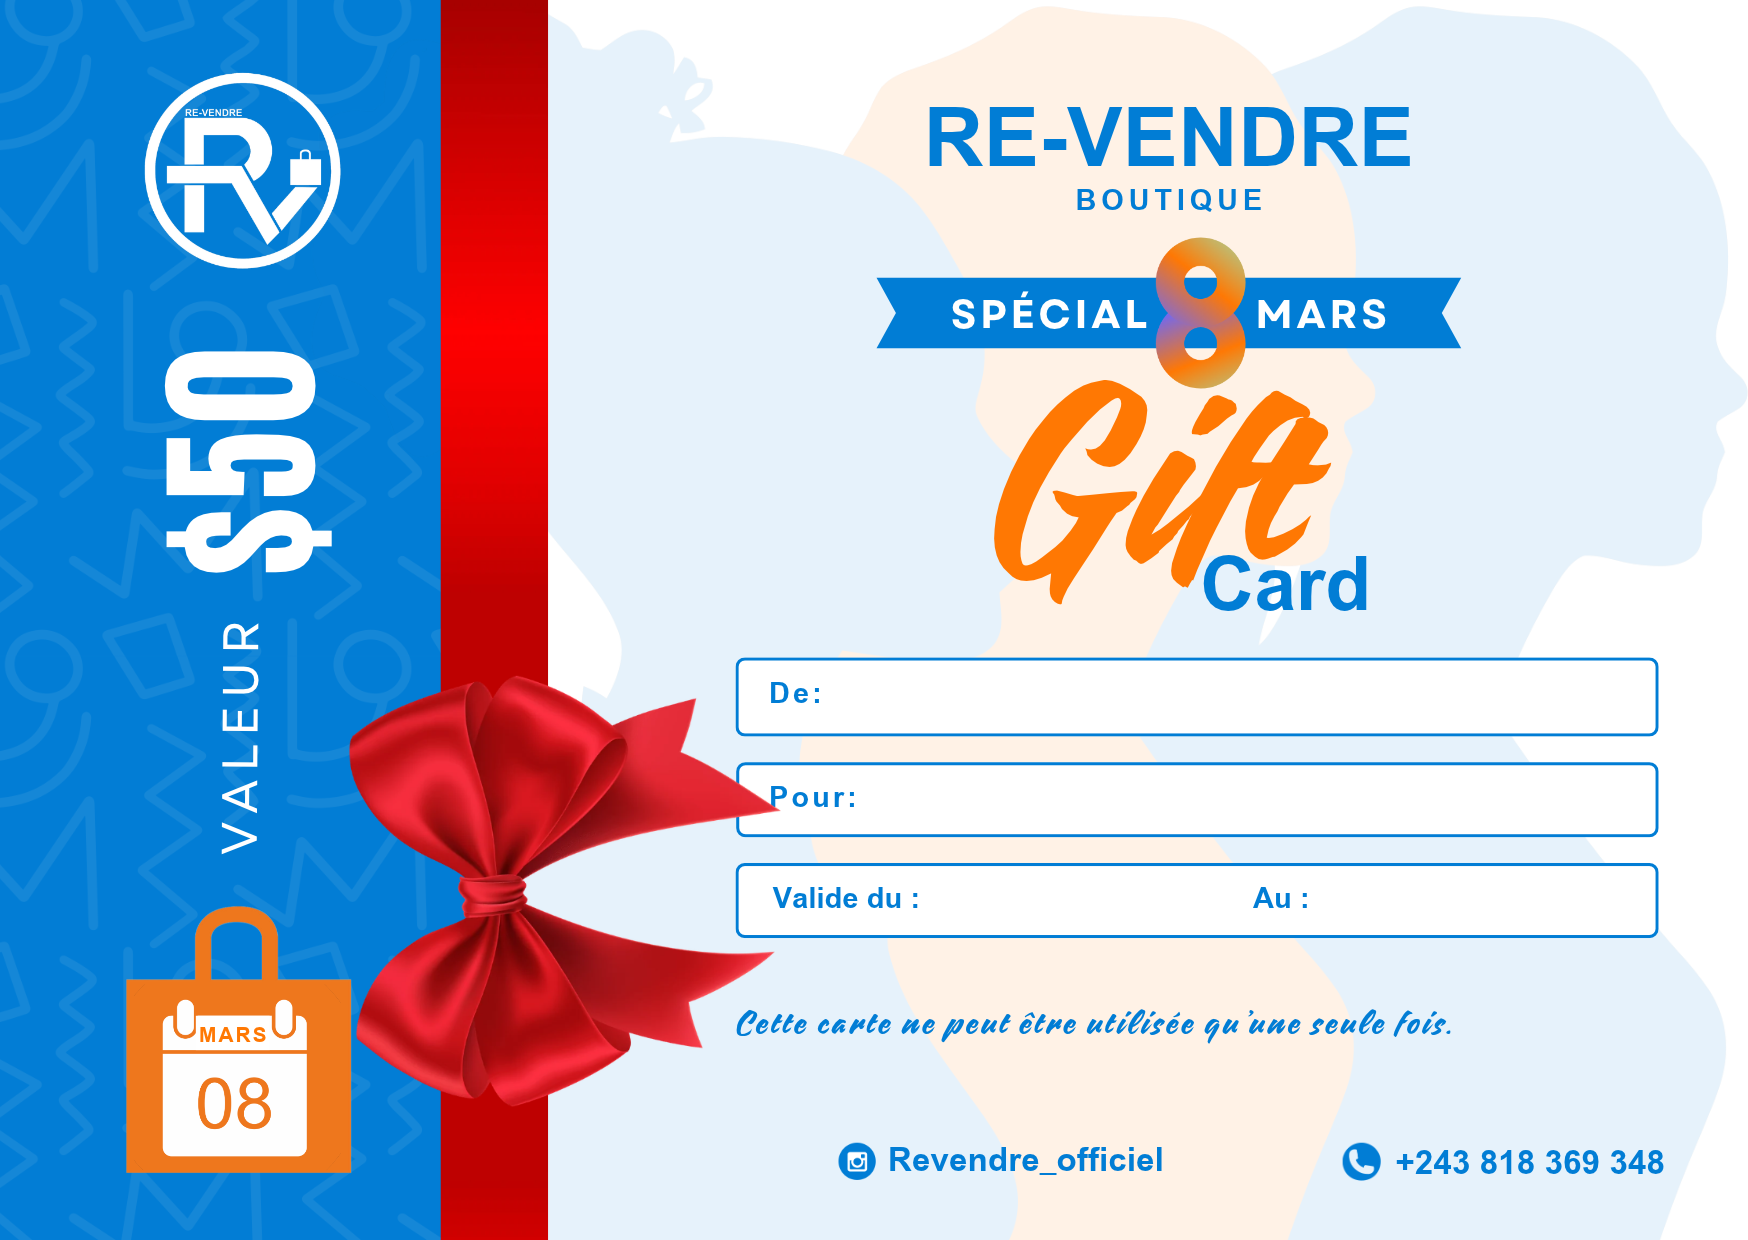 RE-VENDRE
RV
$50
VALEUR
MARS
08
RE-VENDRE
BOUTIQUE
SPÉCIAL 8 MARS
Gift
Card
De:
Pour:
Valide du : Au :
Cette carte ne peut être utilisée qu'une seule fois.
Revendre_officiel
+243 818 369 348